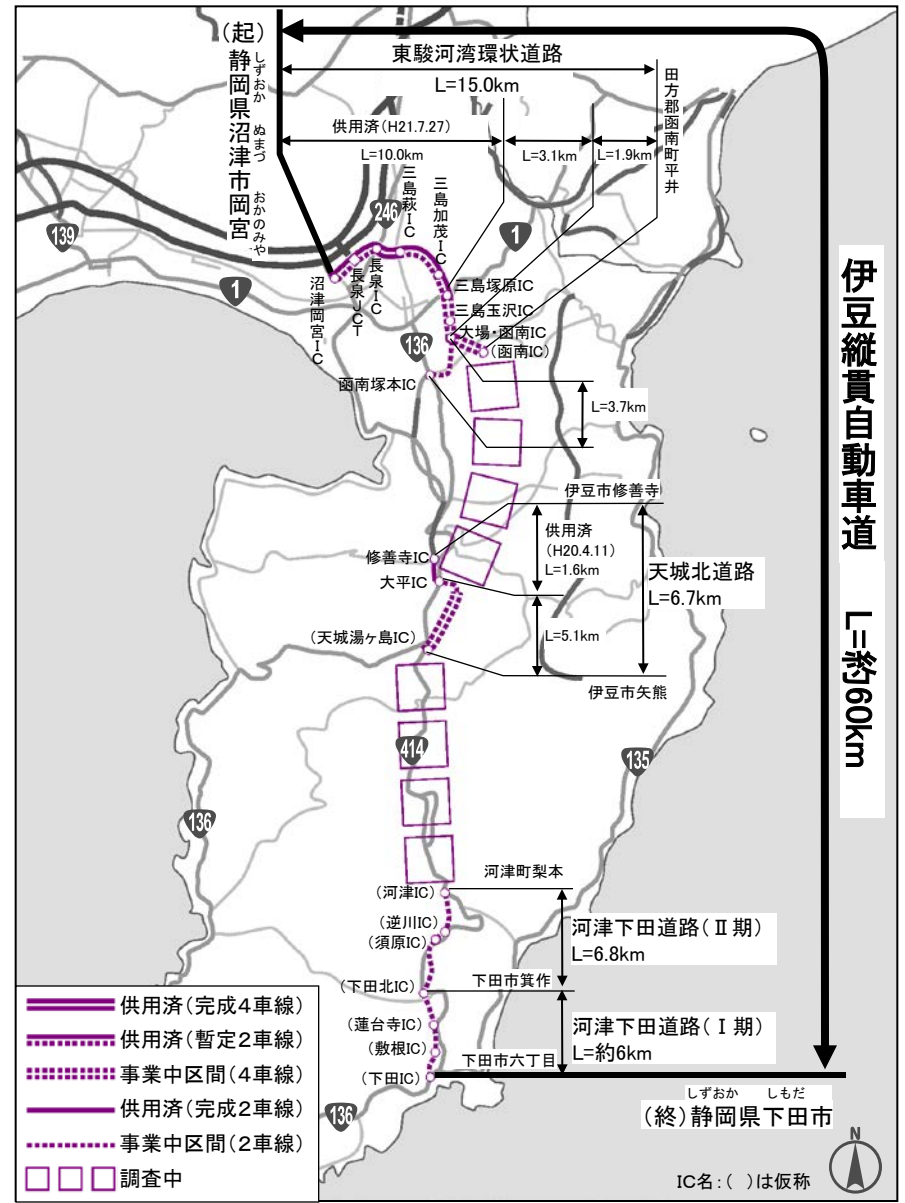 (起)
静岡県沼津市岡宮
しずおか ぬまづ おかのみや
東駿河湾環状道路
L=15.0km
田方郡函南町平井
供用済(H21.7.27)
L=10.0km
L=3.1km
L=1.9km
139
1
246
1
136
三島萩IC
三島加茂IC
長泉IC
長泉JCT
沼津岡宮IC
三島塚原IC
三島玉沢IC
大場・函南IC
(函南IC)
函南塚本IC
L=3.7km
伊豆縦貫自動車道 L=約60km
伊豆市修善寺
供用済
(H20.4.11)
L=1.6km
修善寺IC
大平IC
天城北道路
L=6.7km
L=5.1km
(天城湯ヶ島IC)
伊豆市矢熊
414
135
136
河津町梨本
(河津IC)
(逆川IC)
(須原IC)
河津下田道路(Ⅱ期)
L=6.8km
(下田北IC)
下田市箕作
(蓮台寺IC)
(敷根IC)
河津下田道路(Ⅰ期)
L=約6km
下田市六丁目
(下田IC)
136
しずおか しもだ
(終)静岡県下田市
供用済(完成4車線)
供用済(暫定2車線)
事業中区間(4車線)
供用済(完成2車線)
事業中区間(2車線)
調査中
N
IC名:( )は仮称